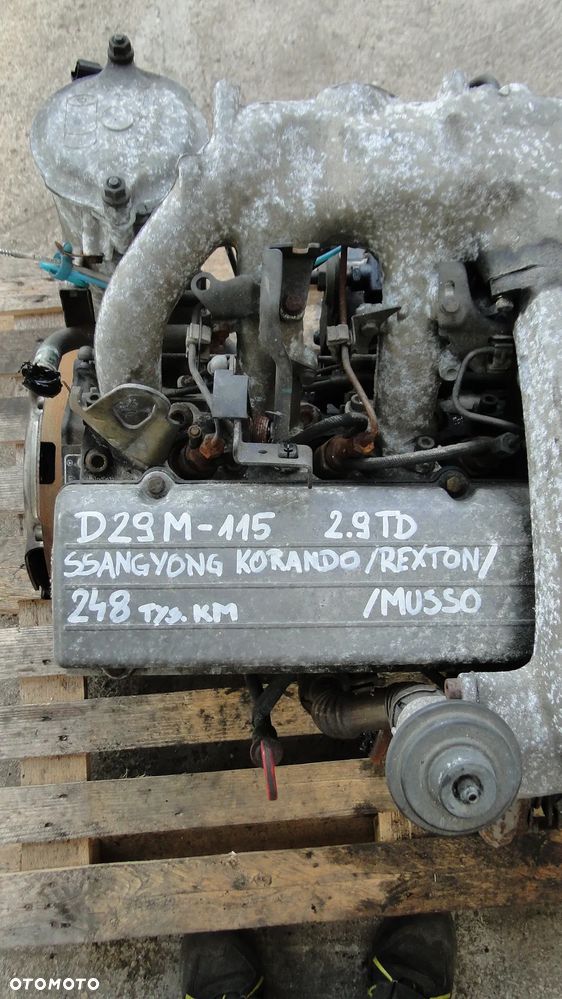 D29M-115 2.9TD
SSANGYONG KORANDO/REXTON/
248 TYS. KM /MUSSO
OTOMOTO